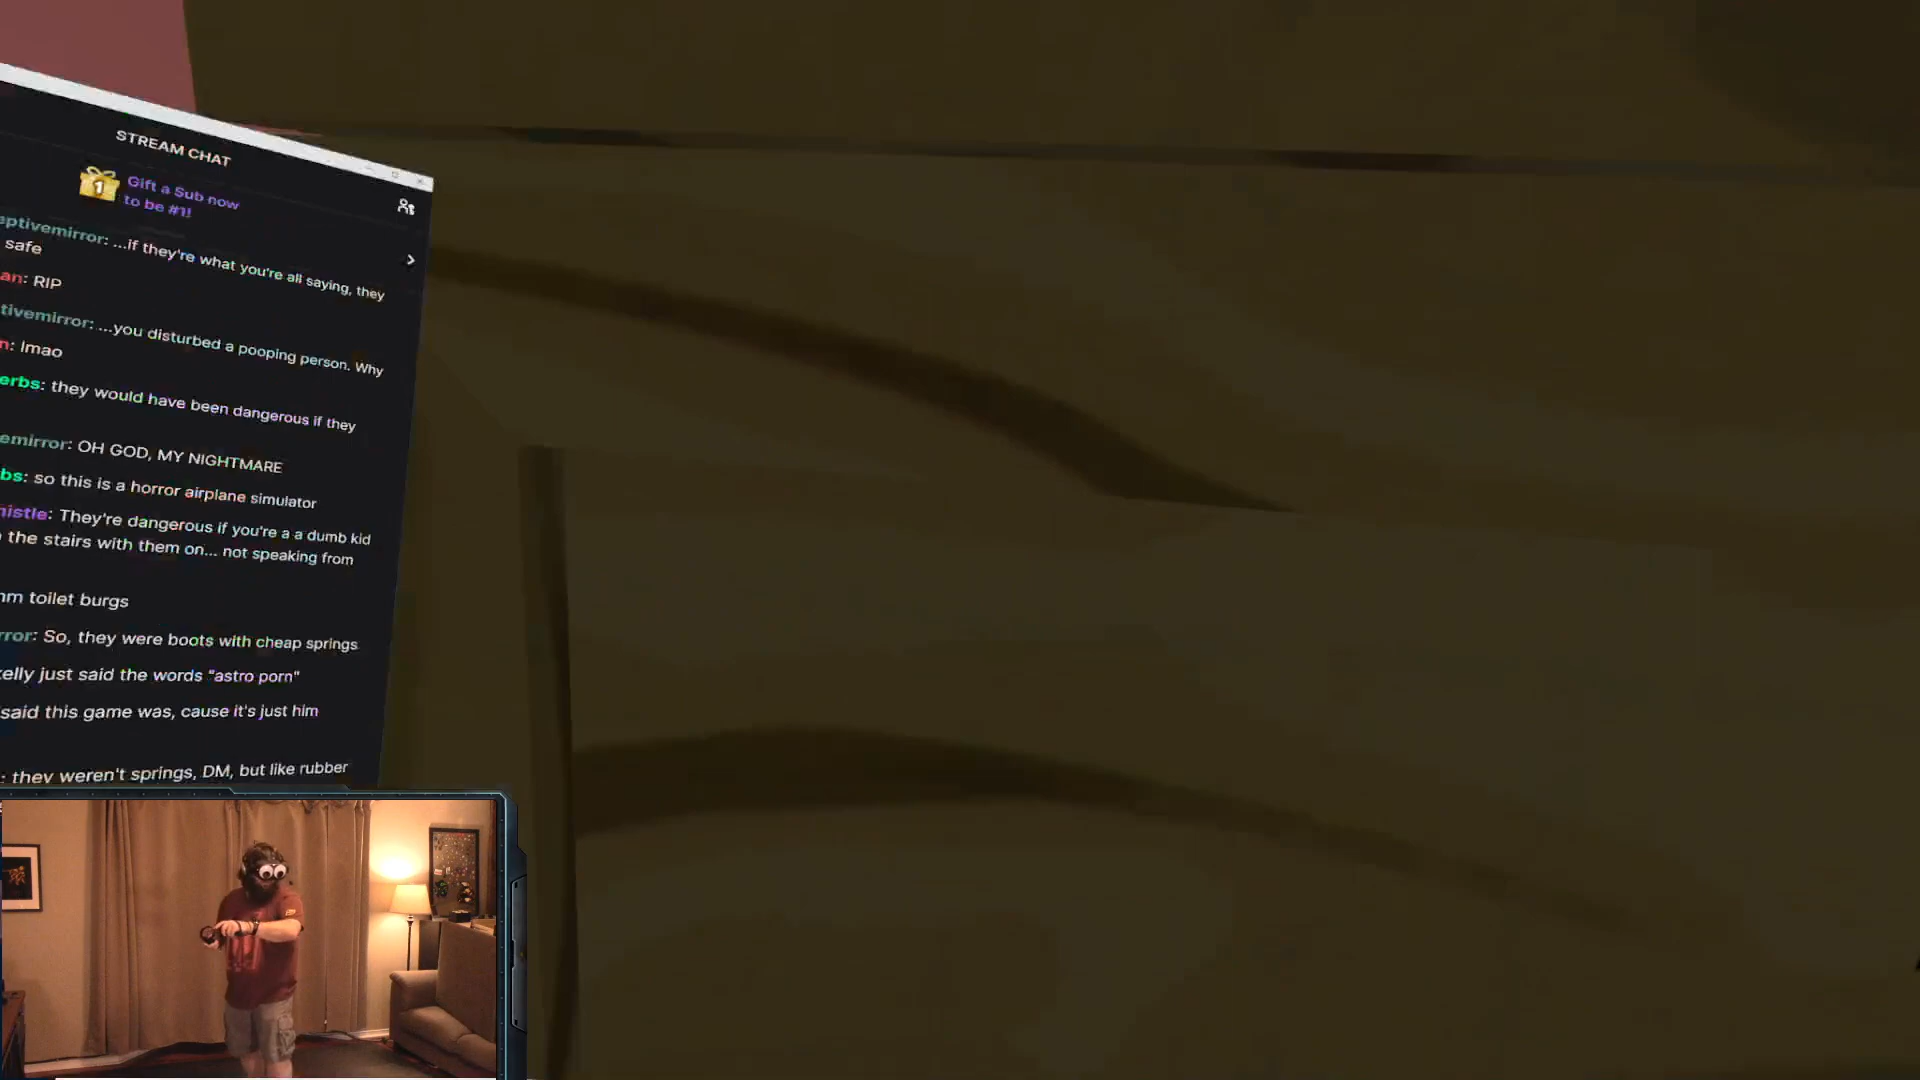 STREAM CHAT
1
Gift a Sub now
to be #1!
eptivemirror: ...if they're what you're all saying, they
safe
an: RIP
tivemirror: ...you disturbed a pooping person. Why
n: lmao
erbs: they would have been dangerous if they
emirror: OH GOD, MY NIGHTMARE
bs: so this is a horror airplane simulator
histle: They're dangerous if you're a a dumb kid
the stairs with them on... not speaking from
nm toilet burgs
rror: So, they were boots with cheap springs
kelly just said the words "astro porn"
said this game was, cause it's just him
: they weren't springs, DM, but like rubber